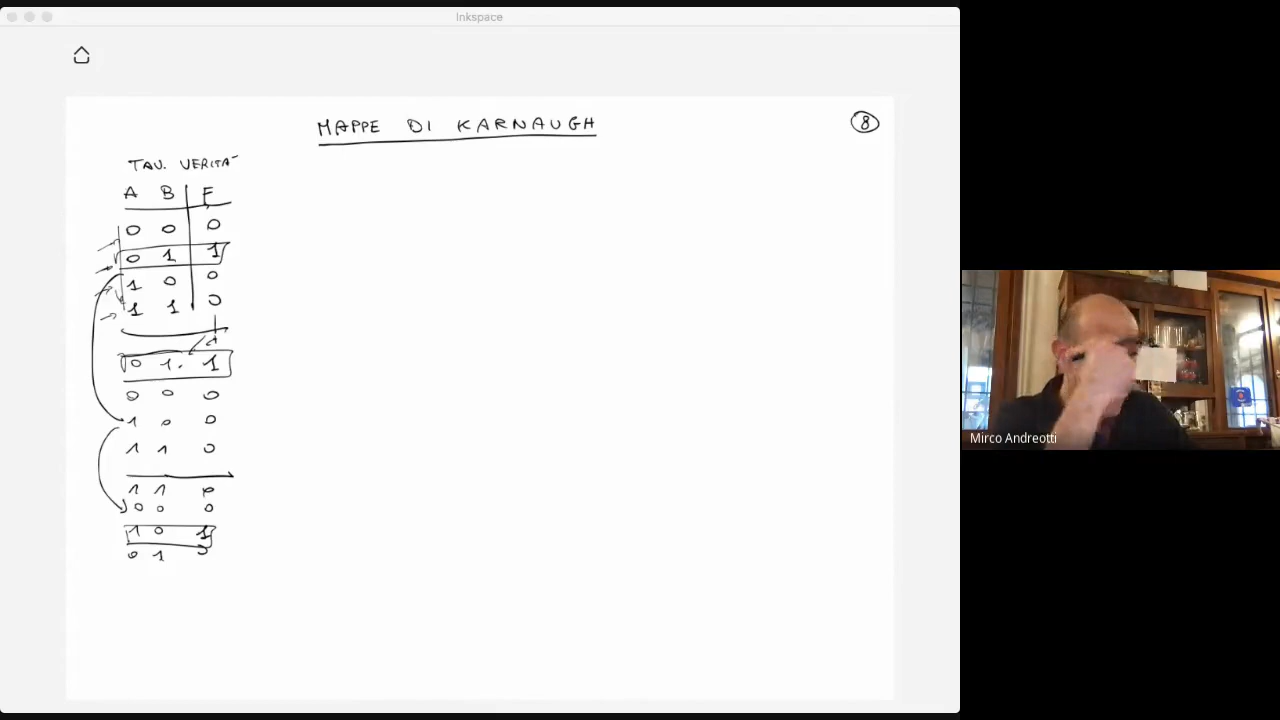 Inkspace
MAPPE DI KARNAUGH
8
TAV. VERITÀ
A B F
0 0 0
0 1 1
1 0 0
1 1 0
0 1. 1
0 0 0
1 0 0
1 1 0
1 1 0
0 0 0
1 0 1
0 1 0
Mirco Andreotti